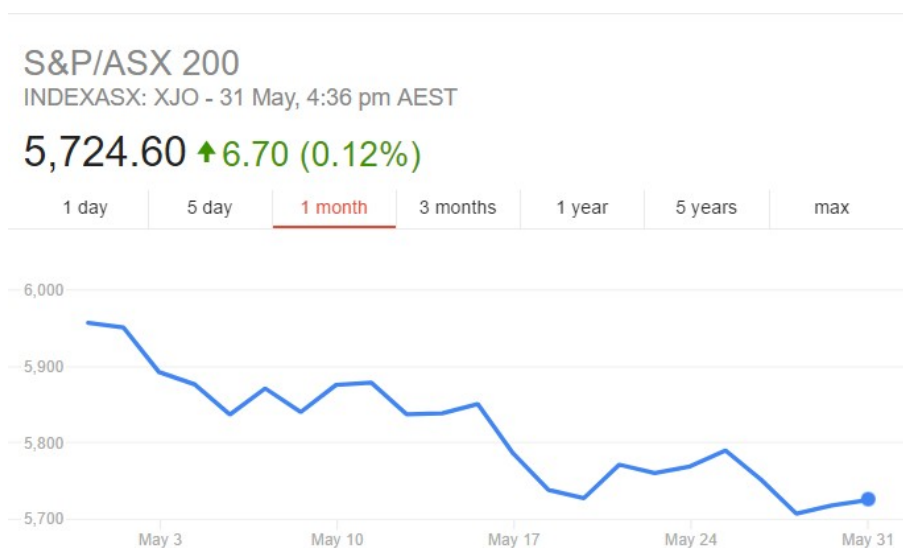 S&P/ASX 200
INDEXASX: XJO - 31 May, 4:36 pm AEST
5,724.60 6.70 (0.12%)
1 day 5 day 1 month 3 months 1 year 5 years max
6,000
5,900
5,800
5,700
May 3 May 10 May 17 May 24 May 31